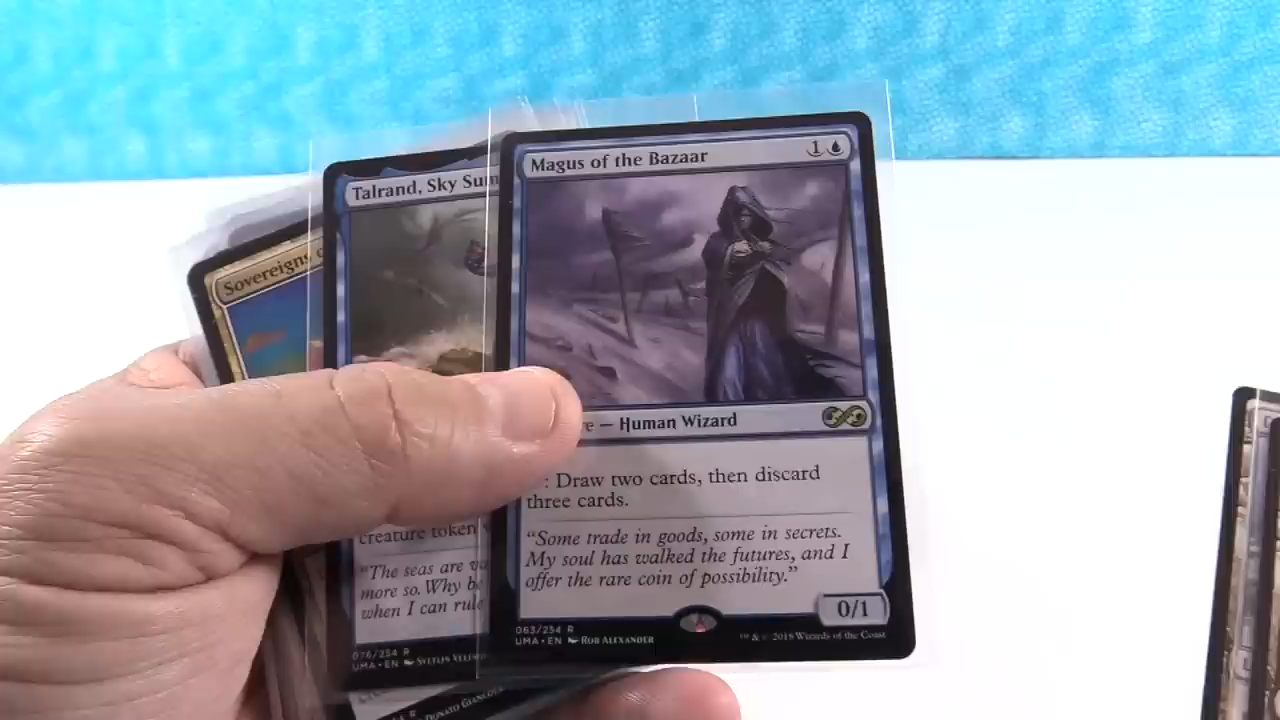 Magus of the Bazaar 1
re — Human Wizard
: Draw two cards, then discard
three cards.
“Some trade in goods, some in secrets.
My soul has walked the futures, and I
offer the rare coin of possibility.”
0/1
063/254 R
UMA • EN ROB ALEXANDER
™ & © 2018 Wizards of the Coast
Talrand, Sky Sum
creature token
“The seas are
more so. Why be
when I can rule
076/254 R
UMA • EN
Sovereigns
DONATO